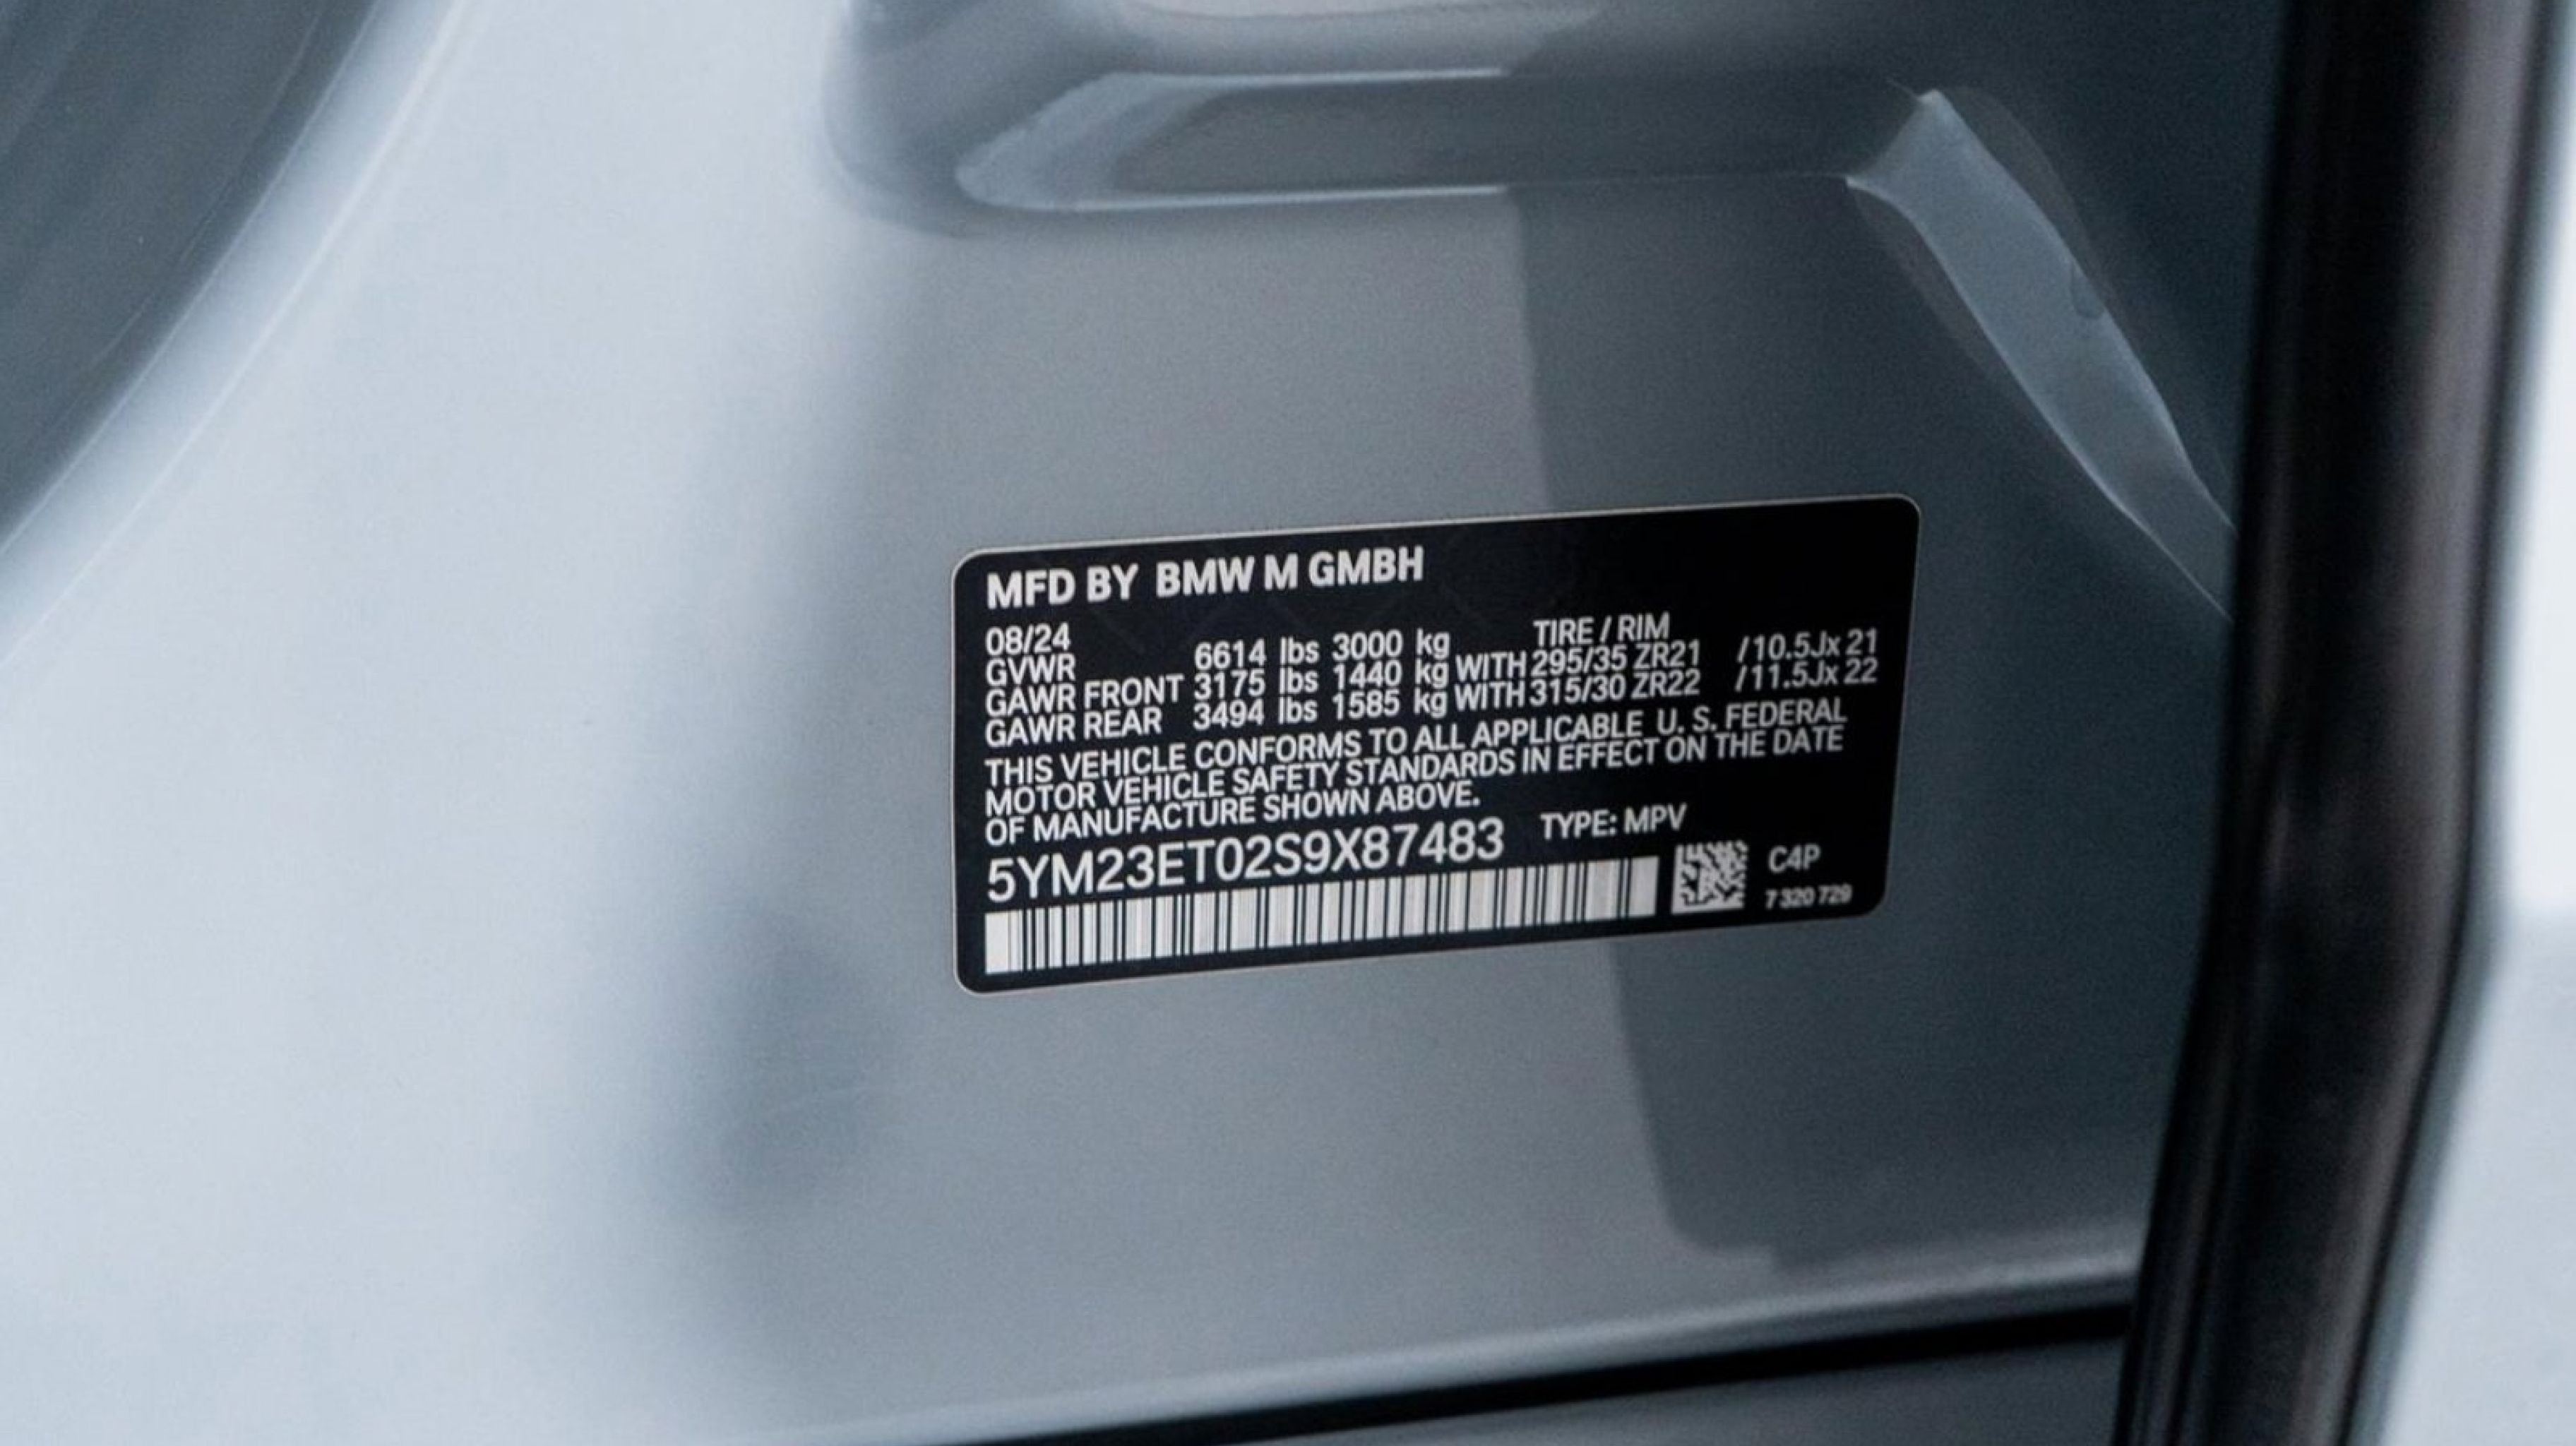 MFD BY BMW M GMBH
08/24 TIRE / RIM
GVWR 6614 lbs 3000 kg
GAWR FRONT 3175 lbs 1440 kg WITH 295/35 ZR21 /10.5Jx 21
GAWR REAR 3494 lbs 1585 kg WITH 315/30 ZR22 /11.5Jx 22
THIS VEHICLE CONFORMS TO ALL APPLICABLE U. S. FEDERAL
MOTOR VEHICLE SAFETY STANDARDS IN EFFECT ON THE DATE
OF MANUFACTURE SHOWN ABOVE.
5YM23ET02S9X87483 TYPE: MPV
C4P
7 320 729